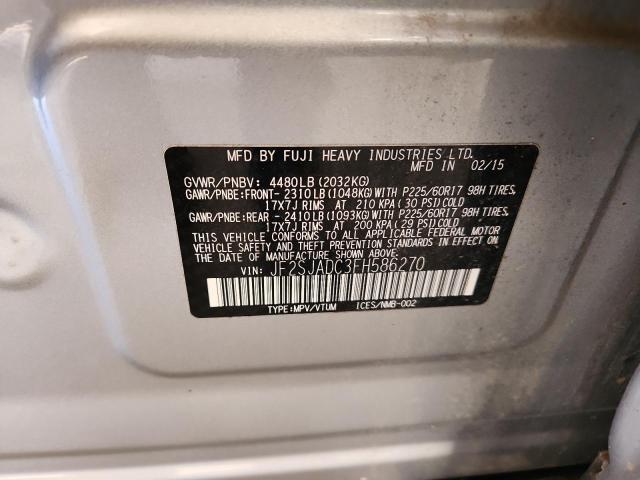 MFD BY FUJI HEAVY INDUSTRIES LTD.
MFD IN 02/15
GVWR/PNBV: 4480LB(2032KG)
GAWR/PNBE:FRONT- 2310LB(1048KG)WITH P225/60R17 98H TIRES,
17X7J RIMS AT 210 KPA(30 PSI)COLD
GAWR/PNBE:REAR - 2410LB(1093KG)WITH P225/60R17 98H TIRES,
17X7J RIMS AT 200 KPA(29 PSI)COLD
THIS VEHICLE CONFORMS TO ALL APPLICABLE FEDERAL MOTOR
VEHICLE SAFETY AND BUMPER STANDARDS IN EFFECT ON
THE DATE OF MANUFACTURE SHOWN ABOVE.
VIN: JF2SJADC3FH586270
TYPE:MPV/VTUM ICES/NMB-002